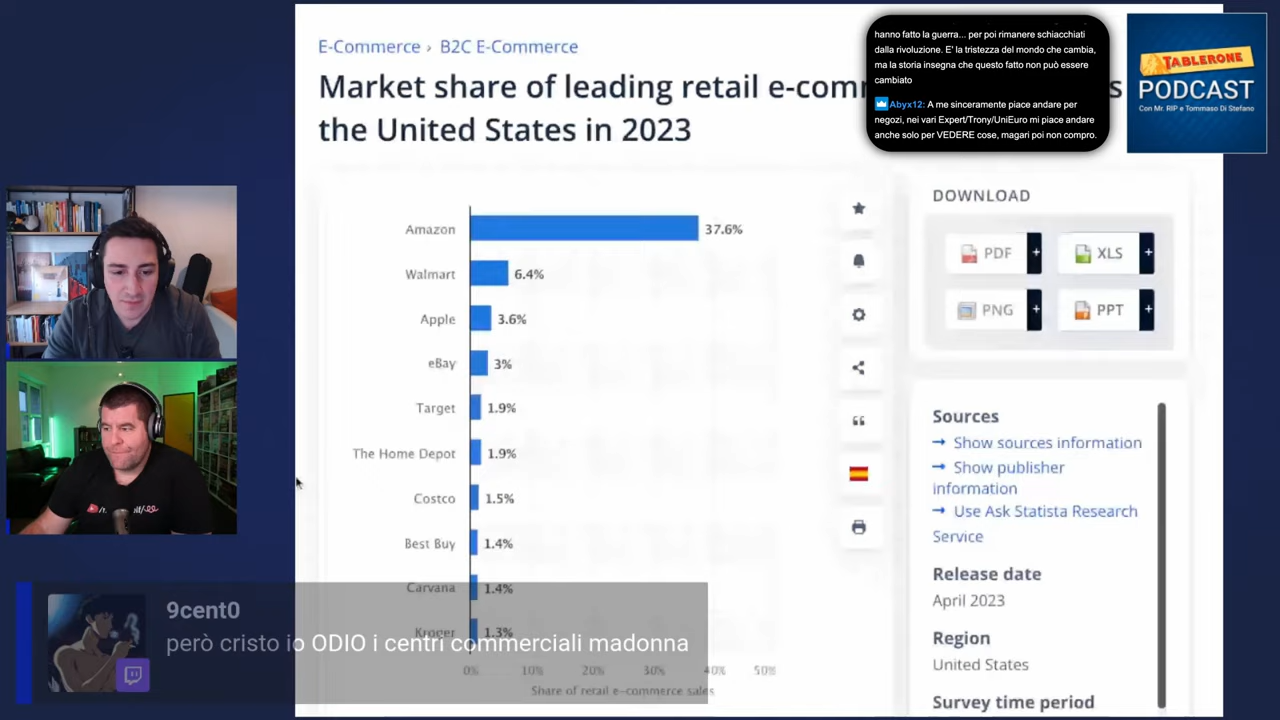 E-Commerce › B2C E-Commerce
Market share of leading retail e-com
s
the United States in 2023
hanno fatto la guerra... per poi rimanere schiacchiati
dalla rivoluzione. E' la tristezza del mondo che cambia,
ma la storia insegna che questo fatto non può essere
cambiato
Abyx12: A me sinceramente piace andare per
negozi, nei vari Expert/Trony/UniEuro mi piace andare
anche solo per VEDERE cose, magari poi non compro.
TABLERONE
PODCAST
Con Mr. RIP e Tommaso Di Stefano
Amazon 37.6%
Walmart 6.4%
Apple 3.6%
eBay 3%
Target 1.9%
The Home Depot 1.9%
Costco 1.5%
Best Buy 1.4%
Carvana 1.4%
Kroger 1.3%
0% 10% 20% 30% 40% 50%
Share of retail e-commerce sales
DOWNLOAD
PDF + XLS +
PNG + PPT +
Sources
→ Show sources information
→ Show publisher
information
→ Use Ask Statista Research
Service
Release date
April 2023
Region
United States
Survey time period
9cent0
però cristo io ODIO i centri commerciali madonna